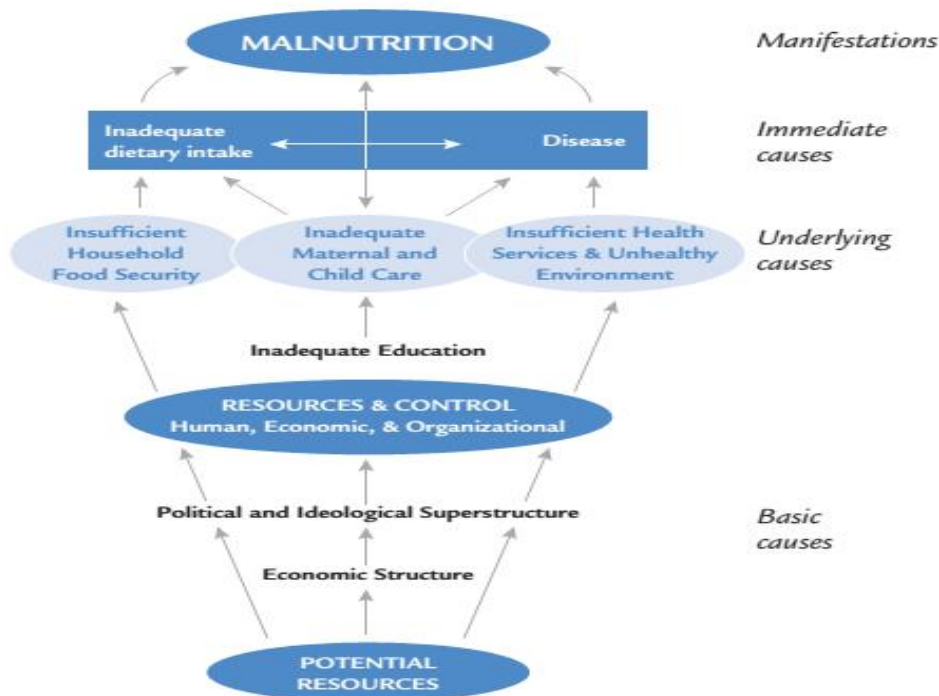 MALNUTRITION
Manifestations
Inadequate
dietary intake
Disease
Immediate
causes
Insufficient
Household
Food Security
Inadequate
Maternal and
Child Care
Insufficient Health
Services & Unhealthy
Environment
Underlying
causes
Inadequate Education
RESOURCES & CONTROL
Human, Economic, & Organizational
Political and Ideological Superstructure
Economic Structure
Basic
causes
POTENTIAL
RESOURCES